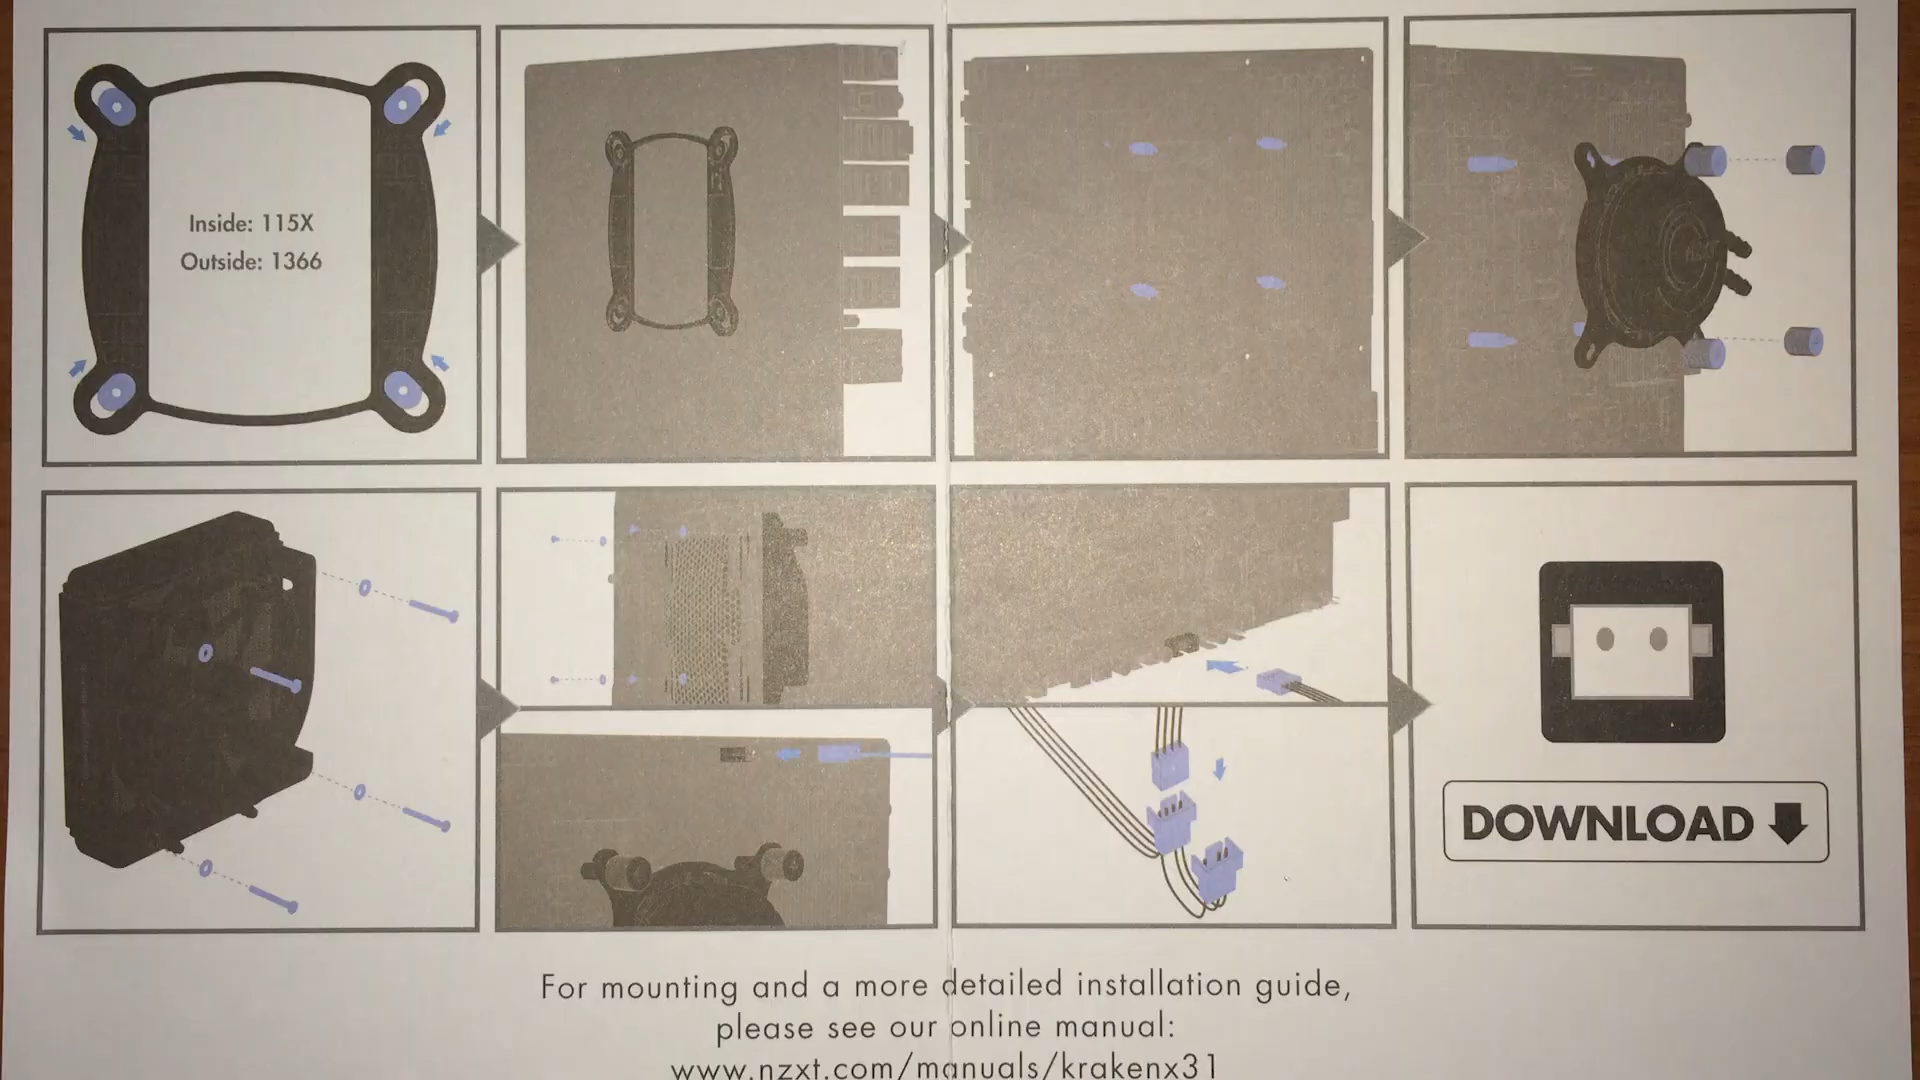 Inside: 115X
Outside: 1366
DOWNLOAD
For mounting and a more detailed installation guide,
please see our online manual:
www.nzxt.com/manuals/krakenx31